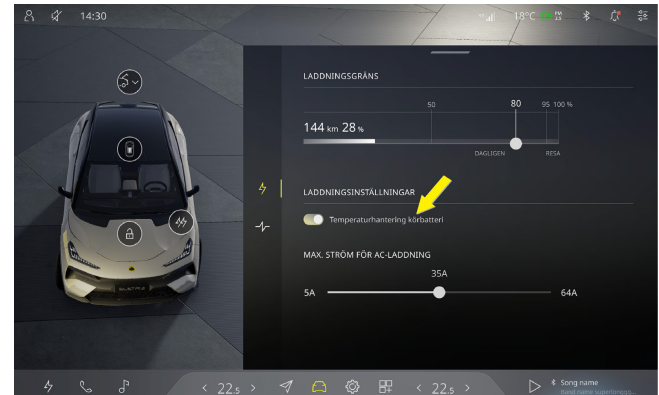 14:30
18°C
LADDNINGSGRÄNS
50
80
95 100 %
144 km 28 %
DAGLIGEN
RESA
LADDNINGSINSTÄLLNINGAR
Temperaturhantering körbatteri
MAX. STRÖM FÖR AC-LADDNING
35A
5A
64A
< 22.5 >
< 22.5 >
Song name